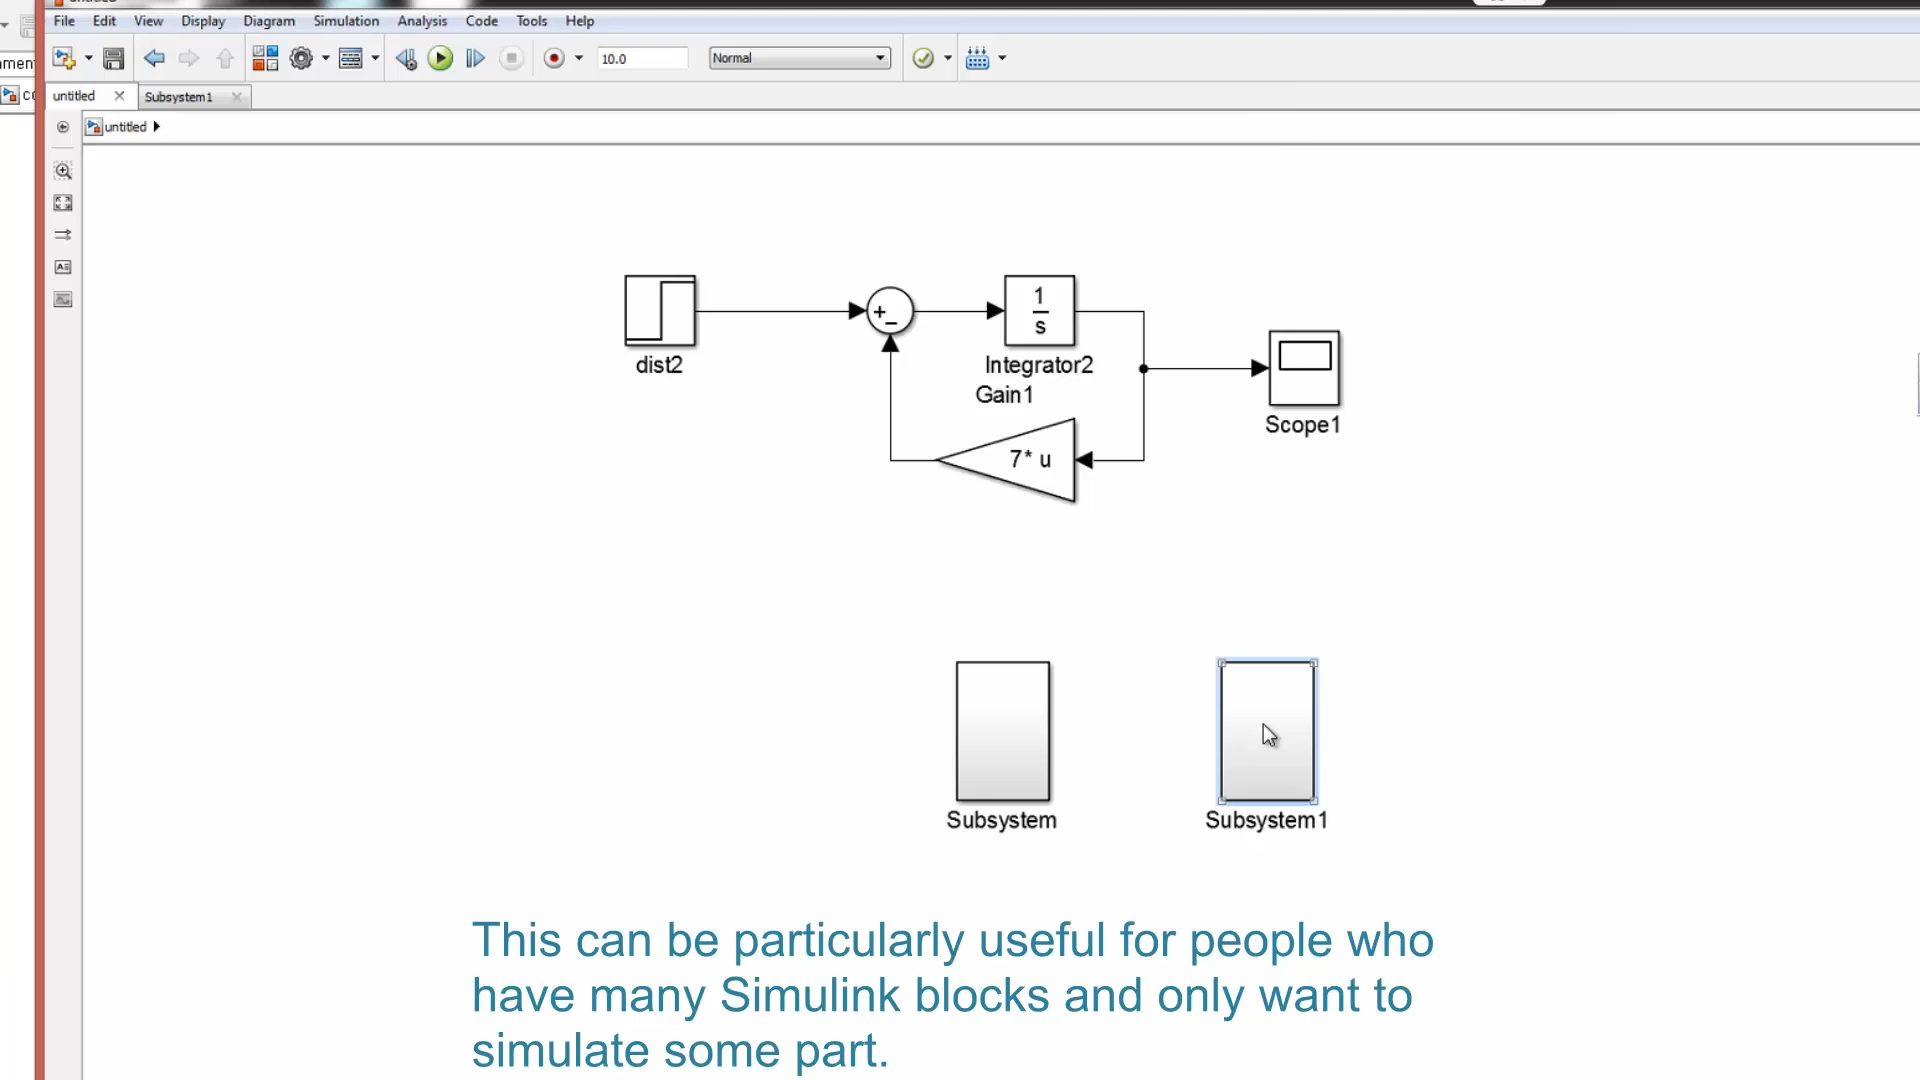 File Edit View Display Diagram Simulation Analysis Code Tools Help
10.0 Normal
untitled Subsystem1
untitled
+
−
1
s
dist2
Integrator2
Gain1
Scope1
7* u
Subsystem
Subsystem1
This can be particularly useful for people who
have many Simulink blocks and only want to
simulate some part.